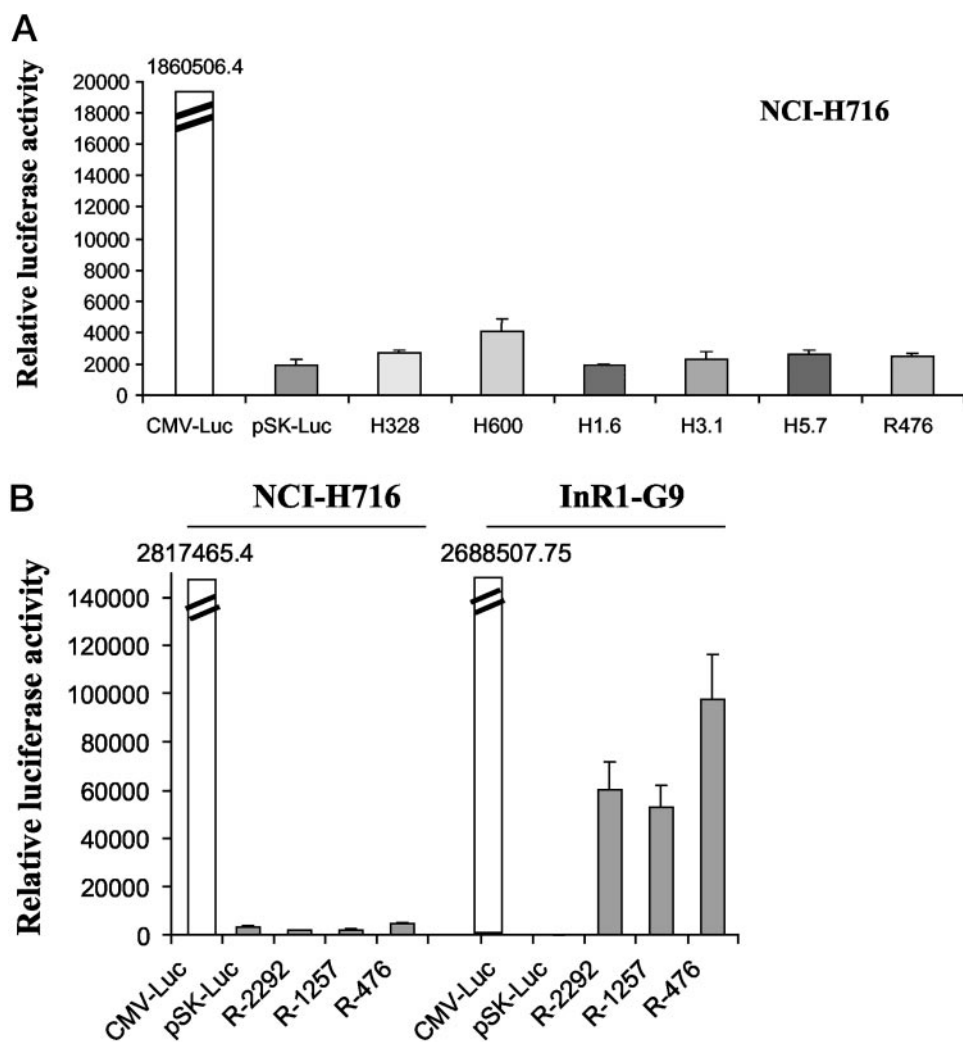 A
Relative luciferase activity
1860506.4
NCI-H716
20000
18000
16000
14000
12000
10000
8000
6000
4000
2000
0
CMV-Luc pSK-Luc H328 H600 H1.6 H3.1 H5.7 R476
B
NCI-H716 InR1-G9
2817465.4 2688507.75
Relative luciferase activity
140000
120000
100000
80000
60000
40000
20000
0
CMV-Luc pSK-Luc R-2292 R-1257 R-476 CMV-Luc pSK-Luc R-2292 R-1257 R-476